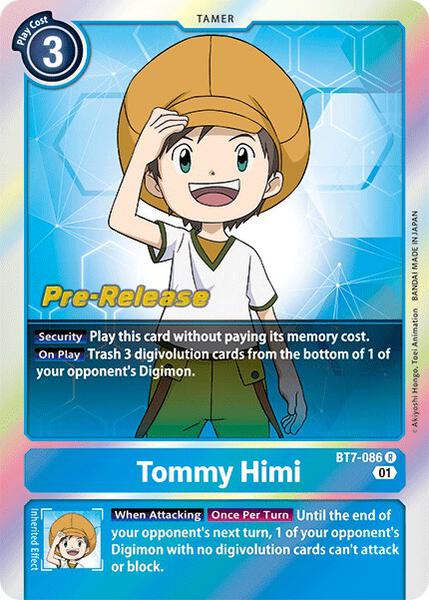 TAMER
Play Cost
3
Pre-Release
Security Play this card without paying its memory cost.
On Play Trash 3 digivolution cards from the bottom of 1 of
your opponent's Digimon.
© Akiyoshi Hongo, Toei Animation BANDAI MADE IN JAPAN
BT7-086 R
Tommy Himi
01
Inherited Effect
When Attacking Once Per Turn Until the end of
your opponent's next turn, 1 of your opponent's
Digimon with no digivolution cards can't attack
or block.